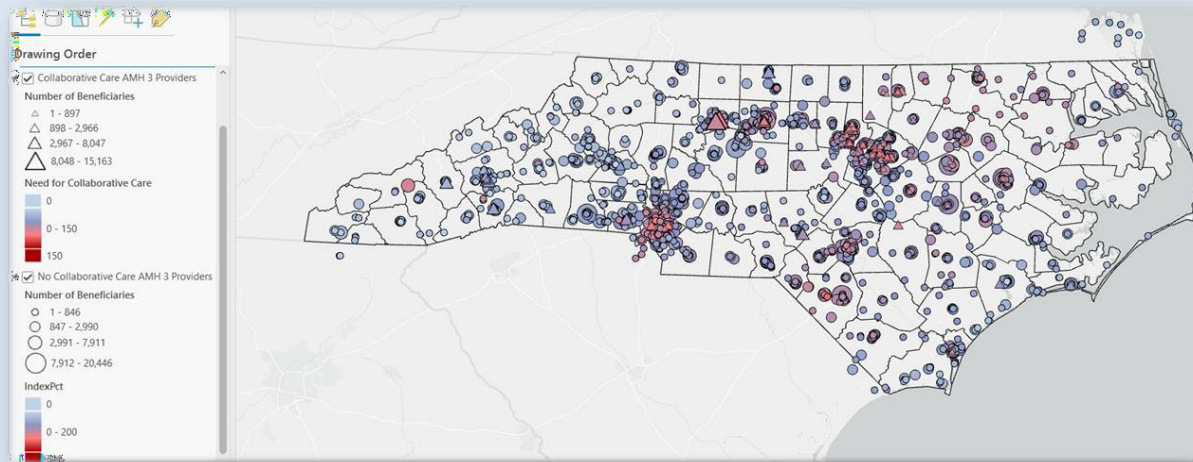 Drawing Order
Collaborative Care AMH 3 Providers
Number of Beneficiaries
1 - 897
898 - 2,966
2,967 - 8,047
8,048 - 15,163
Need for Collaborative Care
0
0 - 150
150
No Collaborative Care AMH 3 Providers
Number of Beneficiaries
1 - 846
847 - 2,990
2,991 - 7,911
7,912 - 20,446
IndexPct
0
0 - 200